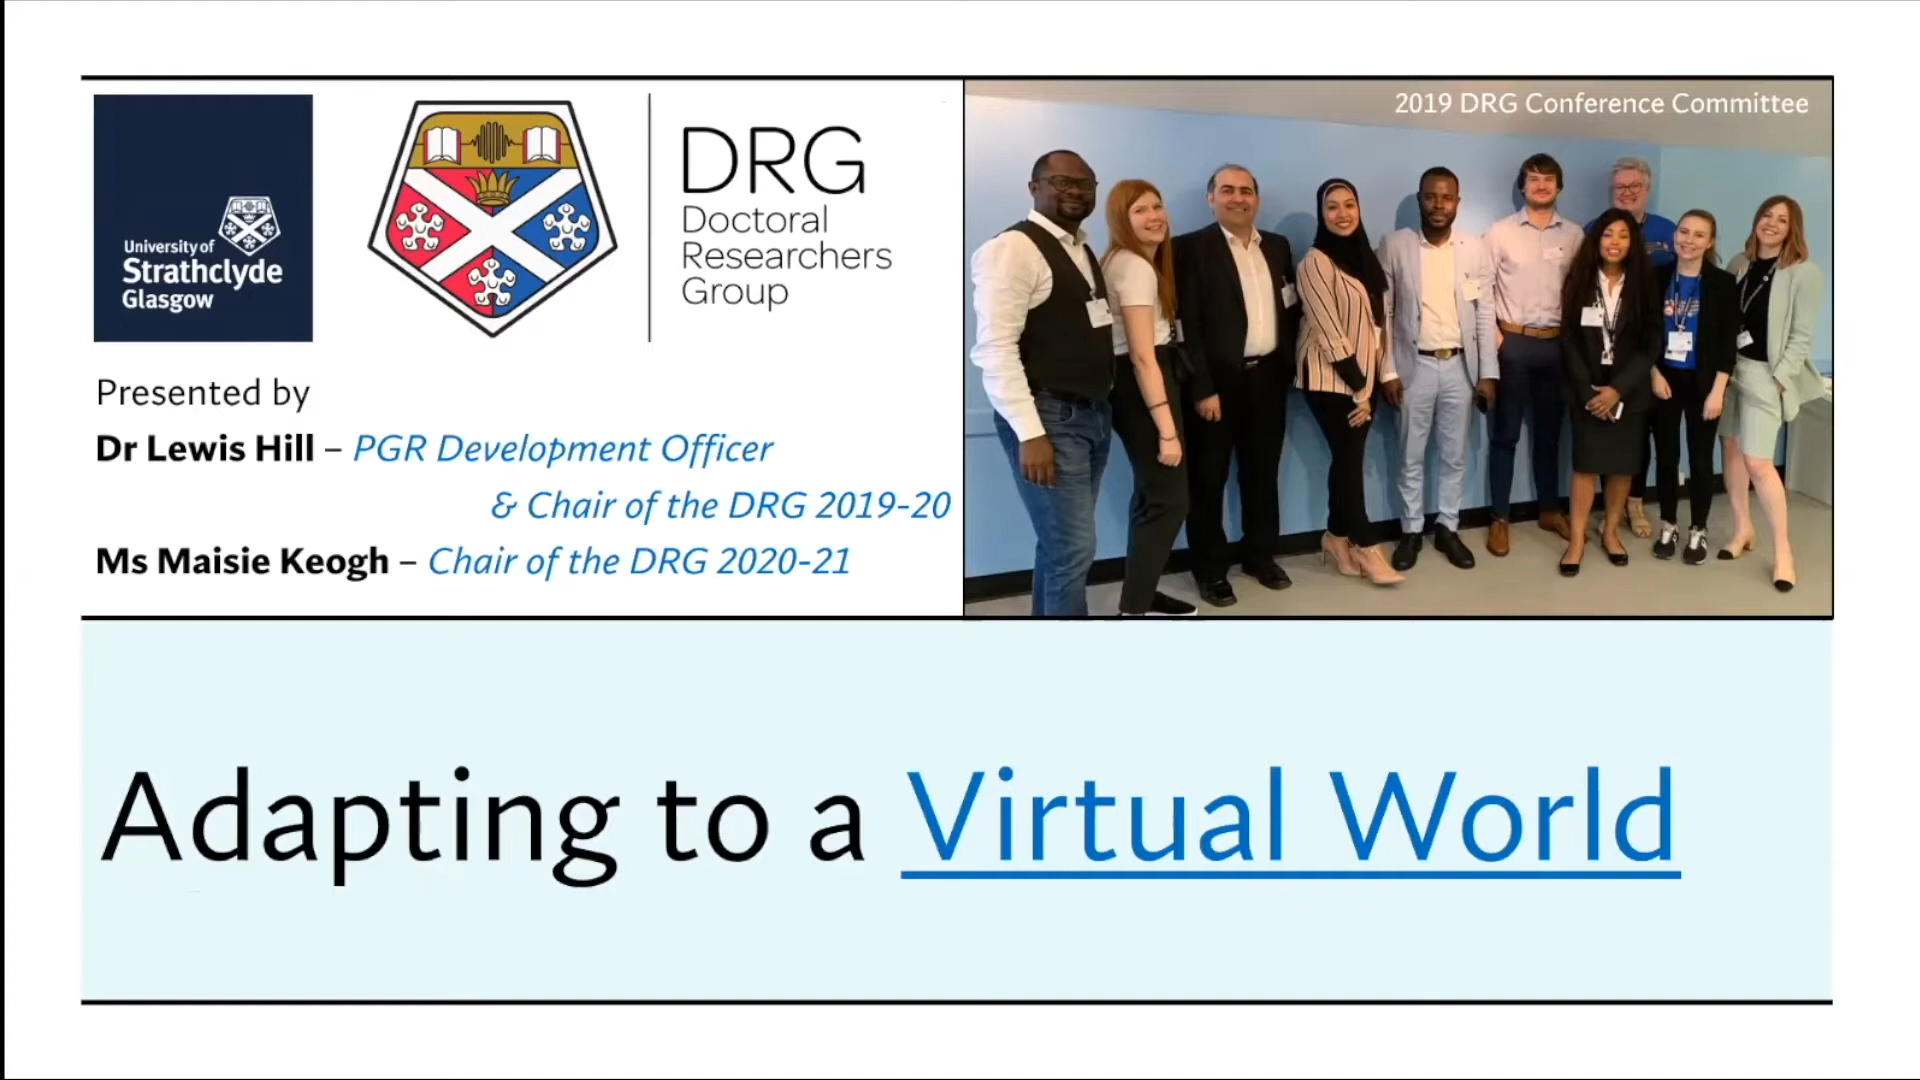 University of
Strathclyde
Glasgow
DRG
Doctoral
Researchers
Group
2019 DRG Conference Committee
Presented by
Dr Lewis Hill – PGR Development Officer
& Chair of the DRG 2019-20
Ms Maisie Keogh – Chair of the DRG 2020-21
Adapting to a Virtual World